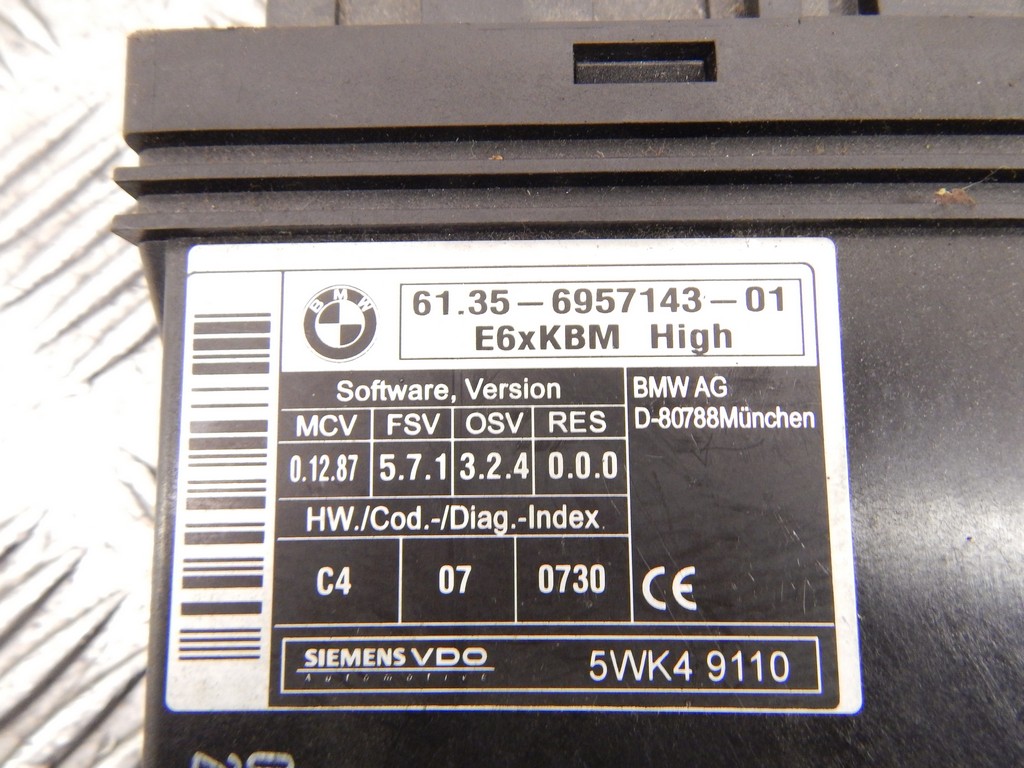 BMW
61.35-6957143-01
E6xKBM High
Software, Version
MCV FSV OSV RES
0.12.87 5.7.1 3.2.4 0.0.0
HW./Cod.-/Diag.-Index
C4 07 0730
BMW AG
D-80788München
CE
SIEMENS VDO
Automotive
5WK4 9110